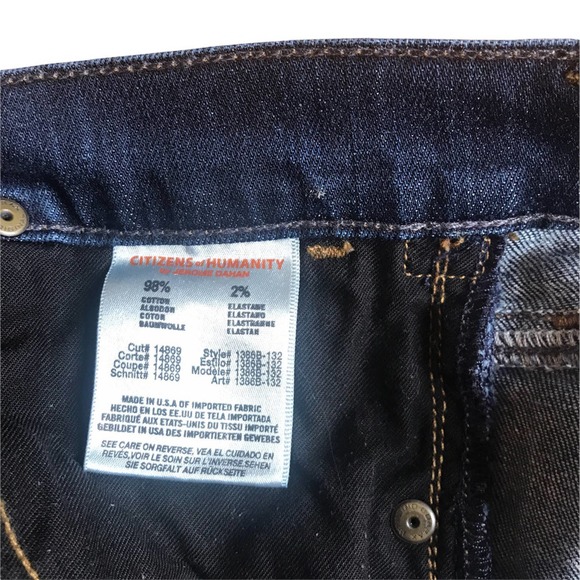 CITIZENS of HUMANITY
BY JEROME DAHAN
98% 2%
COTTON ELASTANE
ALGODON ELASTANO
COTON ELASTHANNE
BAUMWOLLE ELASTAN
Cut# 14869 Style# 1386B-132
Corte# 14869 Estilo# 1386B-132
Coupe# 14869 Modele# 1386B-132
Schnitt# 14869 Art# 1386B-132
MADE IN U.S.A OF IMPORTED FABRIC
HECHO EN LOS EE.UU DE TELA IMPORTADA
FABRIQUÉ AUX ETATS-UNIS DU TISSU IMPORTÉ
GEBILDET IN USA DES IMPORTIERTEN GEWEBES
SEE CARE ON REVERSE, VEA EL CUIDADO EN
REVÉS, VOIR LE SOIN SUR L'INVERSE. SEHEN
SIE SORGFALT AUF RÜCKSEITE